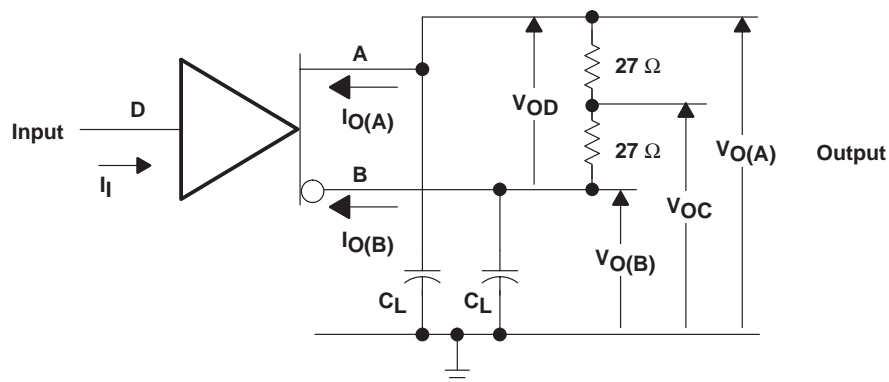 A
27 Ω
D
I_O(A)
V_OD
Input
27 Ω
V_O(A)
Output
B
I_I
V_OC
I_O(B)
V_O(B)
C_L
C_L